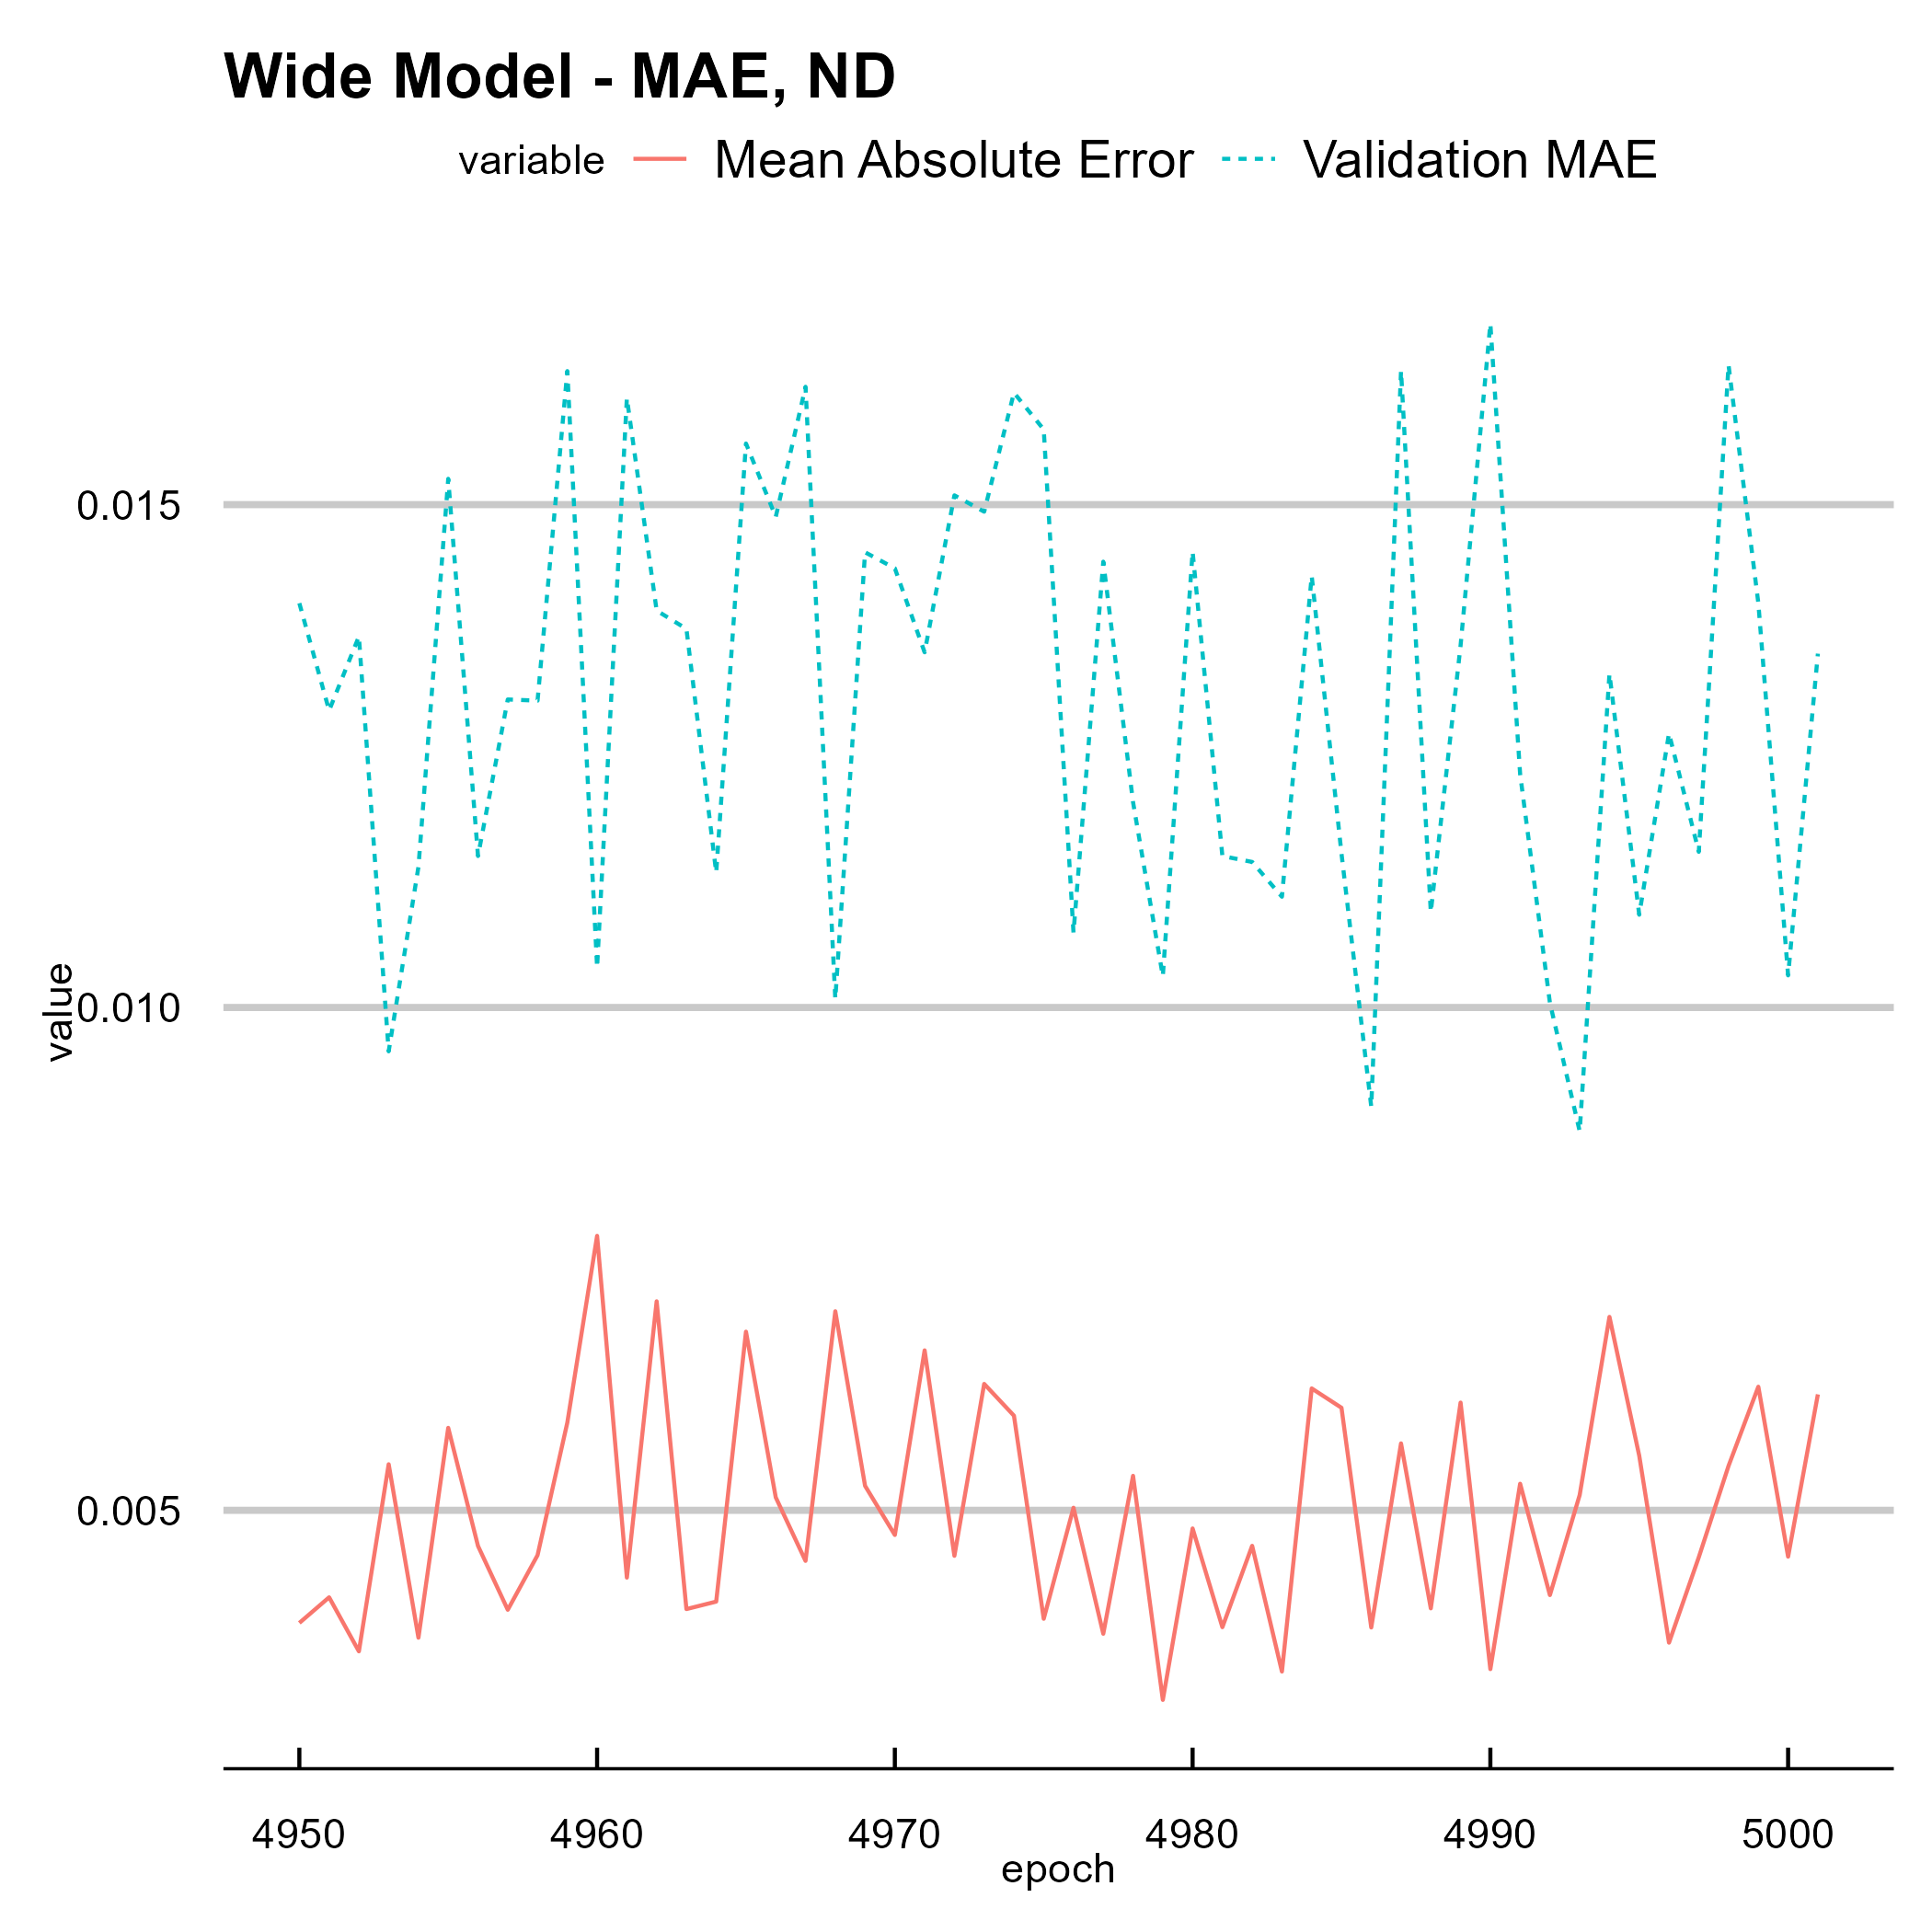 Wide Model - MAE, ND
variable Mean Absolute Error Validation MAE
0.015
0.010
0.005
value
4950 4960 4970 4980 4990 5000
epoch